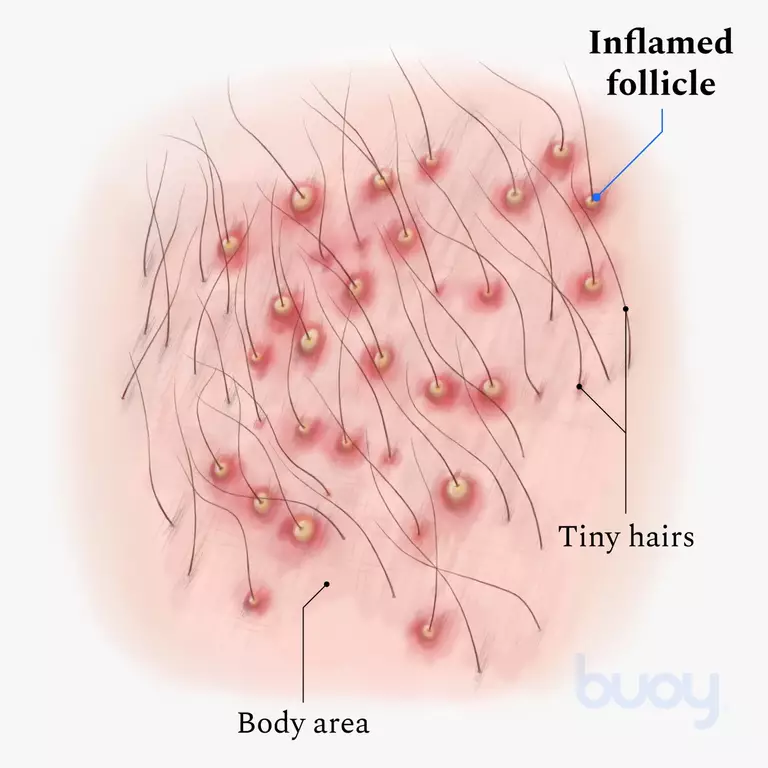 Inflamed
follicle
Tiny hairs
Body area
buoy